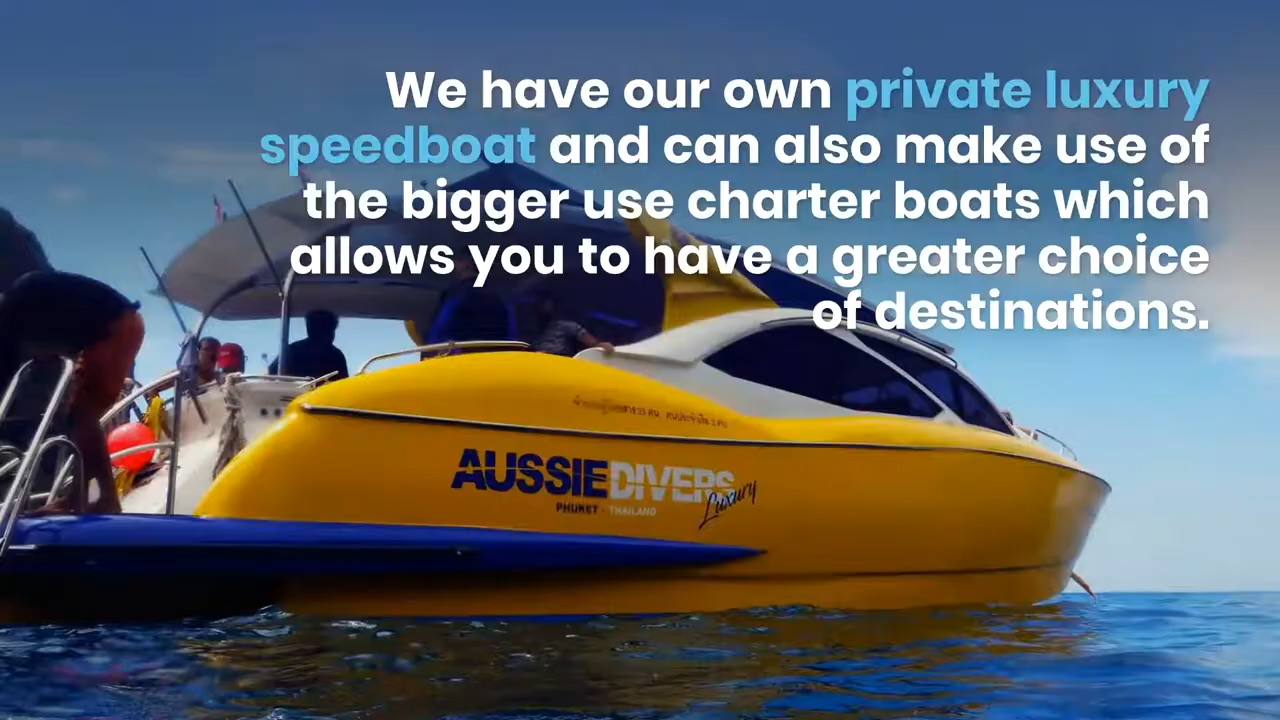 We have our own private luxury
speedboat and can also make use of
the bigger use charter boats which
allows you to have a greater choice
of destinations.
AUSSIE DIVERS
Luxury
PHUKET - THAILAND